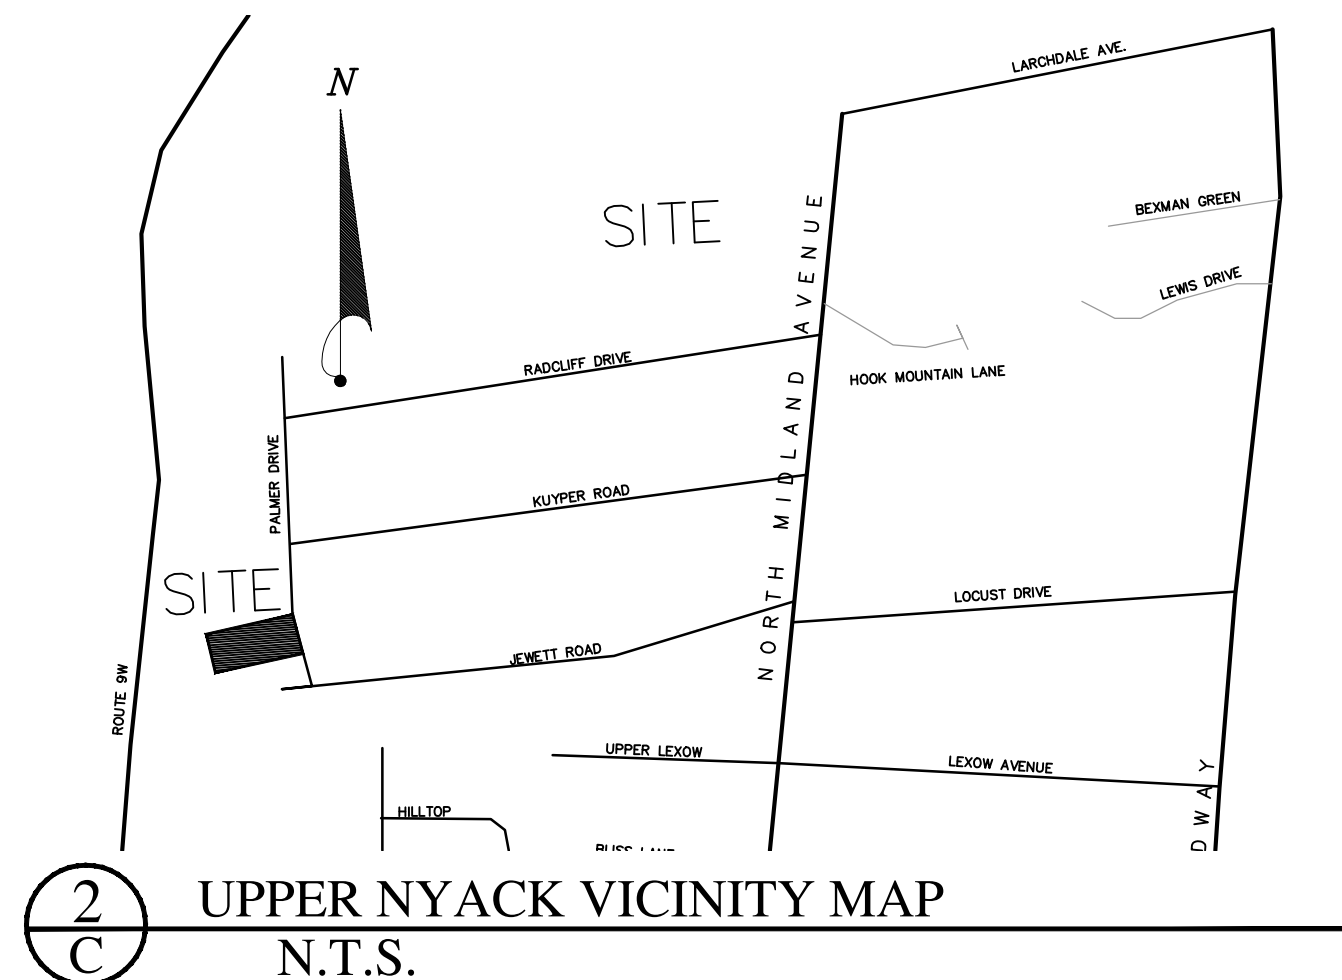 N
LARCHDALE AVE.
SITE
BEXMAN GREEN
LEWIS DRIVE
RADCLIFF DRIVE
HOOK MOUNTAIN LANE
PALMER DRIVE
KUYPER ROAD
NORTH MIDLAND AVENUE
SITE
LOCUST DRIVE
JEWETT ROAD
ROUTE 9W
UPPER LEXOW
LEXOW AVENUE
HILLTOP
DWAY
2
C
UPPER NYACK VICINITY MAP
N.T.S.